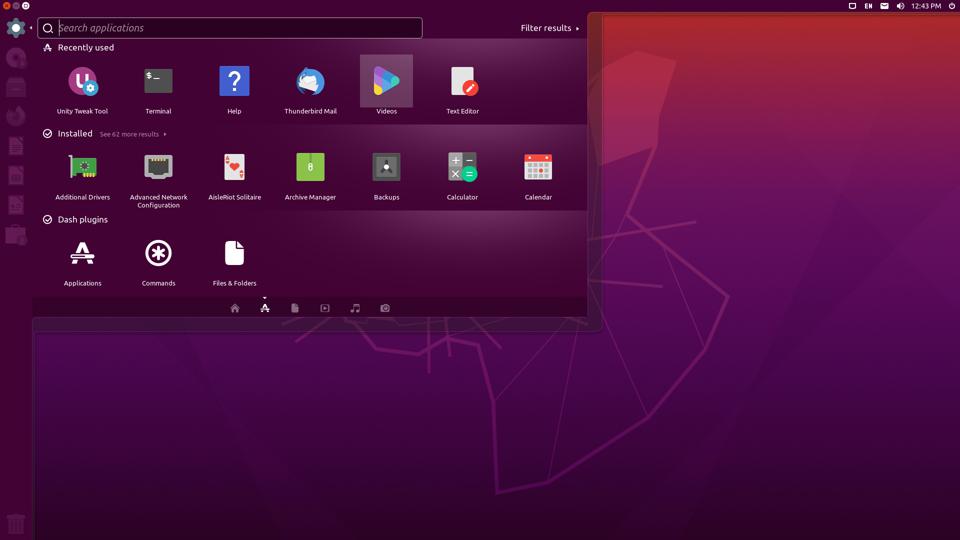 EN
12:43 PM
Search applications
Filter results
Recently used
Unity Tweak Tool
$_
Terminal
?
Help
Thunderbird Mail
Videos
Text Editor
Installed
See 62 more results
Additional Drivers
Advanced Network
Configuration
AisleRiot Solitaire
Archive Manager
Backups
Calculator
Calendar
Dash plugins
Applications
Commands
Files & Folders